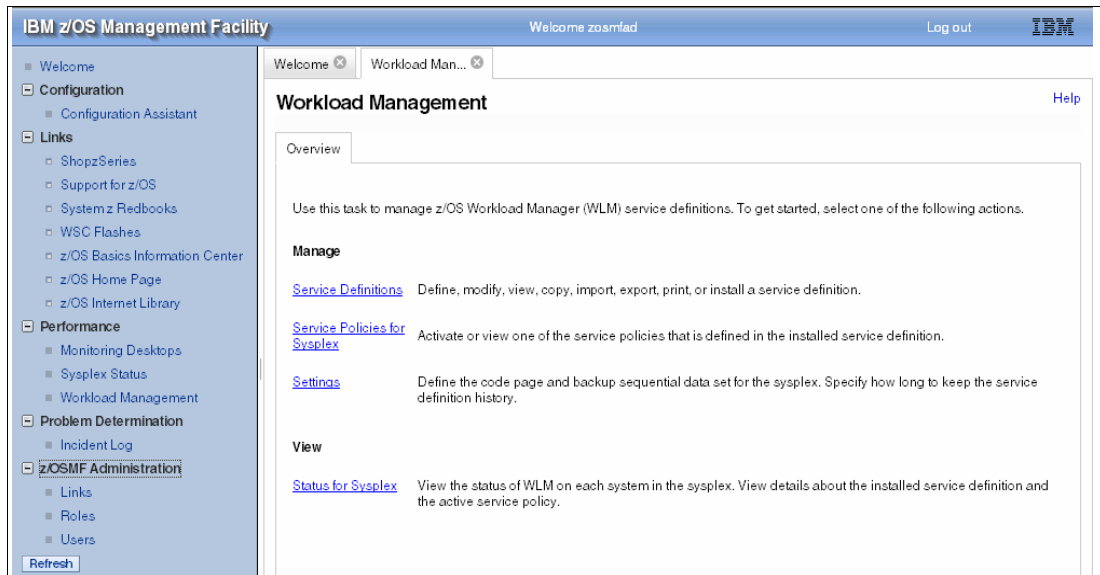 IBM z/OS Management Facility
Welcome zosmfad
Log out
IBM
Welcome
Configuration
Configuration Assistant
Links
ShopzSeries
Support for z/OS
System z Redbooks
WSC Flashes
z/OS Basics Information Center
z/OS Home Page
z/OS Internet Library
Performance
Monitoring Desktops
Sysplex Status
Workload Management
Problem Determination
Incident Log
z/OSMF Administration
Links
Roles
Users
Refresh
Welcome
Workload Man...
Workload Management
Help
Overview
Use this task to manage z/OS Workload Manager (WLM) service definitions. To get started, select one of the following actions.
Manage
Service Definitions
Define, modify, view, copy, import, export, print, or install a service definition.
Service Policies for
Sysplex
Activate or view one of the service policies that is defined in the installed service definition.
Settings
Define the code page and backup sequential data set for the sysplex. Specify how long to keep the service
definition history.
View
Status for Sysplex
View the status of WLM on each system in the sysplex. View details about the installed service definition and
the active service policy.